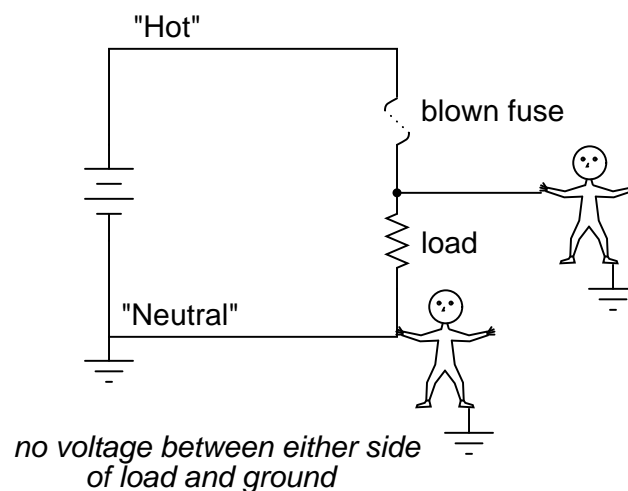 "Hot"
blown fuse
load
"Neutral"
no voltage between either side
of load and ground